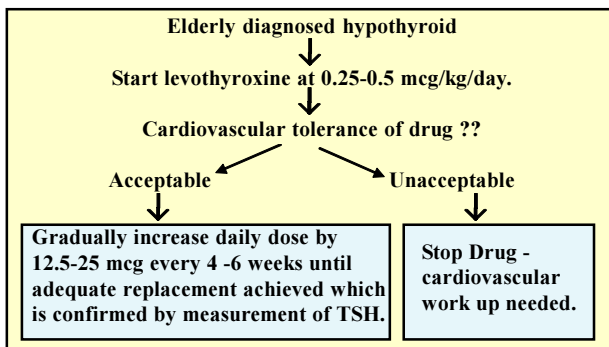 Elderly diagnosed hypothyroid
Start levothyroxine at 0.25-0.5 mcg/kg/day.
Cardiovascular tolerance of drug ??
Acceptable
Unacceptable
Gradually increase daily dose by
12.5-25 mcg every 4 -6 weeks until
adequate replacement achieved which
is confirmed by measurement of TSH.
Stop Drug -
cardiovascular
work up needed.